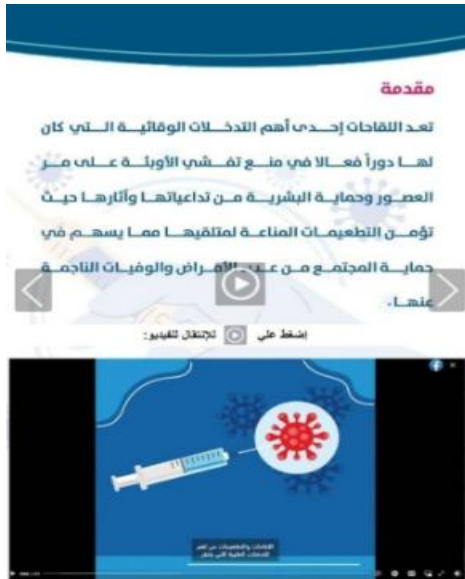 مقدمة
تعد اللقاحات إحدى أهم التدخلات الوقائية التي كان
لها دوراً فعالا في منع تفشي الأوبئة على مر
العصور وحماية البشرية من تداعياتها وآثارها حيث
تؤمن التطعيمات المناعة لمتلقيها مما يسهم في
حماية المجتمع من عبء الأمراض والوفيات الناجمة
عنها.
إضغط علي للإنتقال للفيديو:
اللقاحات والتطعيمات من أهم